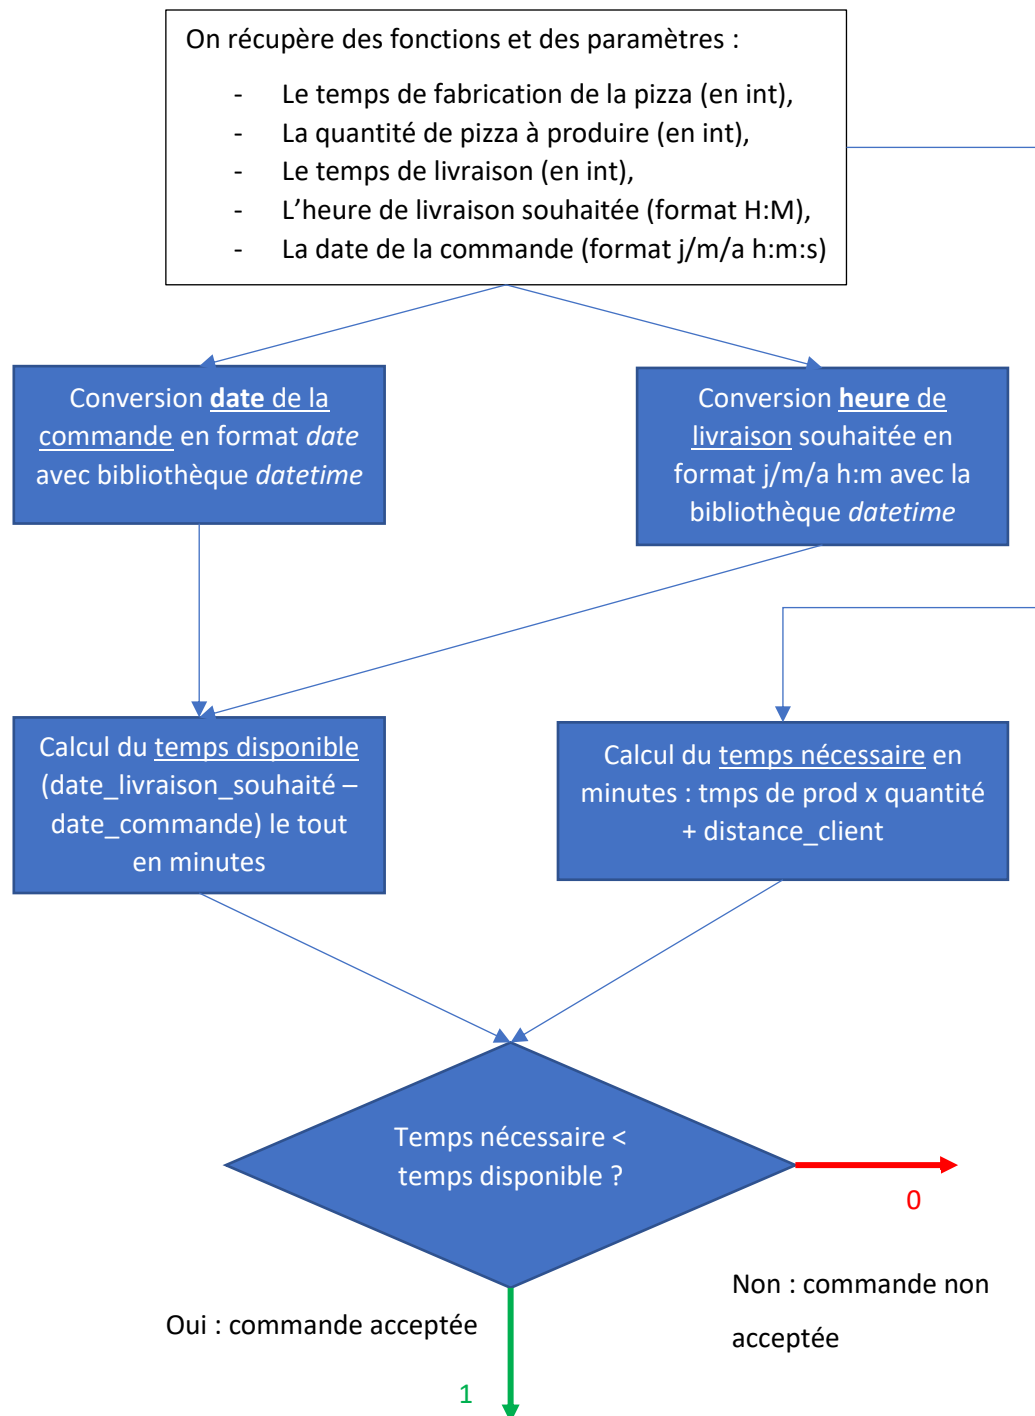 On récupère des fonctions et des paramètres :
- Le temps de fabrication de la pizza (en int),
- La quantité de pizza à produire (en int),
- Le temps de livraison (en int),
- L’heure de livraison souhaitée (format H:M),
- La date de la commande (format j/m/a h:m:s)
Conversion date de la
commande en format date
avec bibliothèque datetime
Conversion heure de
livraison souhaitée en
format j/m/a h:m avec la
bibliothèque datetime
Calcul du temps disponible
(date_livraison_souhaité –
date_commande) le tout
en minutes
Calcul du temps nécessaire en
minutes : tmps de prod x quantité
+ distance_client
Temps nécessaire <
temps disponible ?
0
Non : commande non
acceptée
Oui : commande acceptée
1